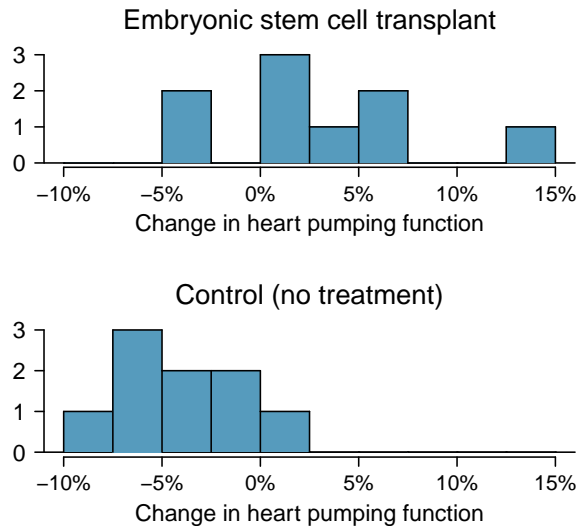 Embryonic stem cell transplant
3
2
1
0
−10% −5% 0% 5% 10% 15%
Change in heart pumping function
Control (no treatment)
3
2
1
0
−10% −5% 0% 5% 10% 15%
Change in heart pumping function